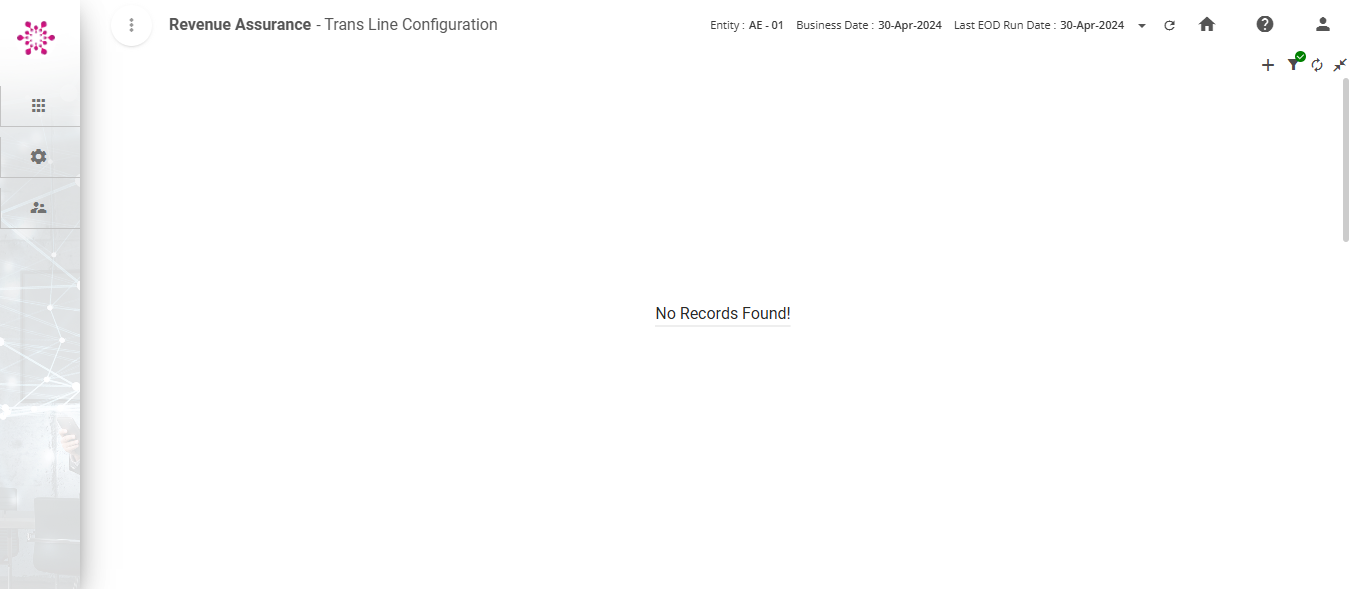 Revenue Assurance - Trans Line Configuration
Entity : AE - 01 Business Date : 30-Apr-2024 Last EOD Run Date : 30-Apr-2024
No Records Found!